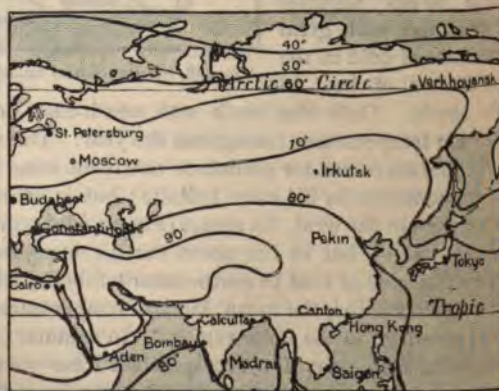 40°
50°
Arctic 60° Circle
Verkhoyansk
St. Petersburg
Moscow
70°
Irkutsk
Budapest
80°
Constantinople
90
Pekin
Tokyo
Cairo
Tropic
Calcutta
Canton
Hong Kong
Bombay
Aden
80°
Madras
Saigon